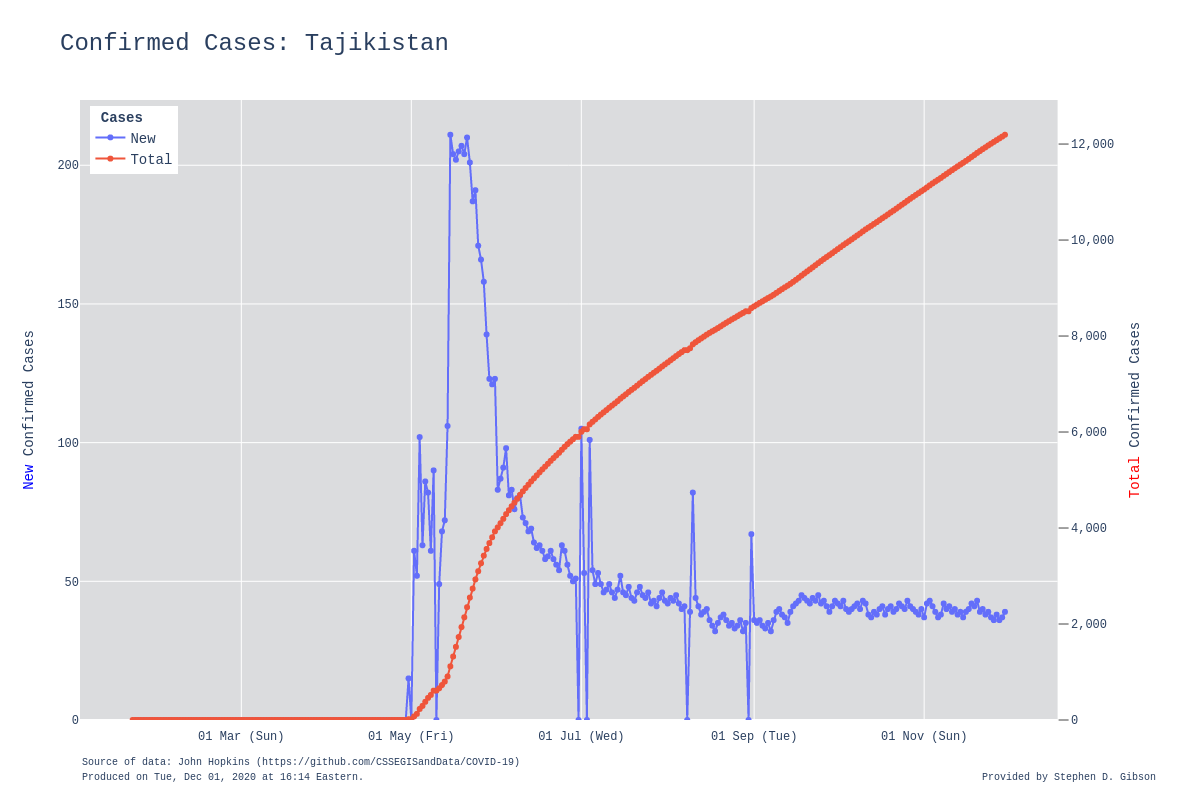 Confirmed Cases: Tajikistan
Cases
New
Total
200
150
100
50
0
12,000
10,000
8,000
6,000
4,000
2,000
0
New Confirmed Cases
Total Confirmed Cases
01 Mar (Sun)
01 May (Fri)
01 Jul (Wed)
01 Sep (Tue)
01 Nov (Sun)
Source of data: John Hopkins (https://github.com/CSSEGISandData/COVID-19)
Produced on Tue, Dec 01, 2020 at 16:14 Eastern.
Provided by Stephen D. Gibson